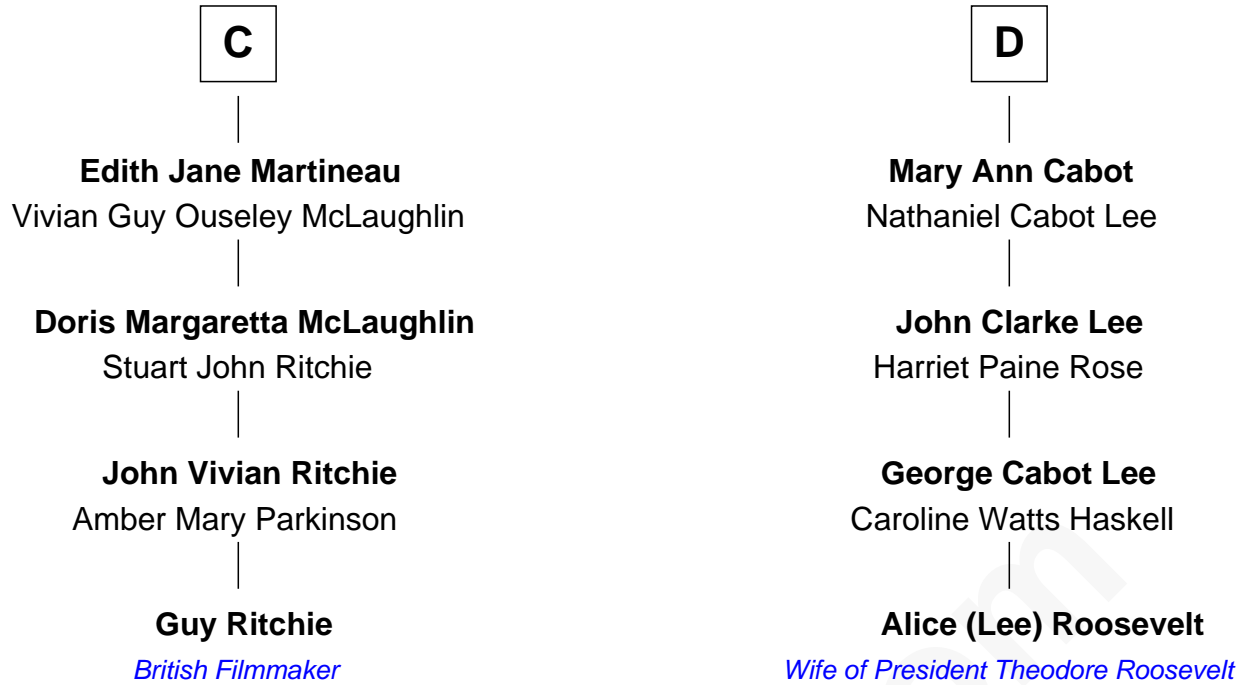 C
Edith Jane Martineau
Vivian Guy Ouseley McLaughlin
Doris Margaretta McLaughlin
Stuart John Ritchie
John Vivian Ritchie
Amber Mary Parkinson
Guy Ritchie
British Filmmaker
D
Mary Ann Cabot
Nathaniel Cabot Lee
John Clarke Lee
Harriet Paine Rose
George Cabot Lee
Caroline Watts Haskell
Alice (Lee) Roosevelt
Wife of President Theodore Roosevelt